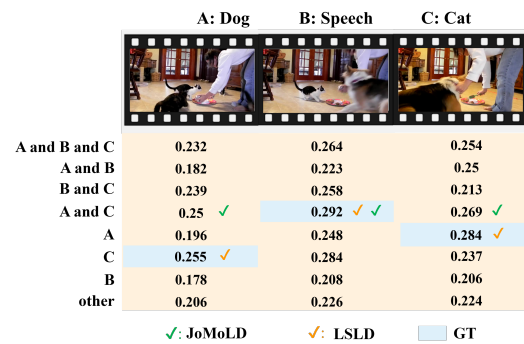 A: Dog B: Speech C: Cat
A and B and C 0.232 0.264 0.254
A and B 0.182 0.223 0.25
B and C 0.239 0.258 0.213
A and C 0.25 ✓ 0.292 ✓ ✓ 0.269 ✓
A 0.196 0.248 0.284 ✓
C 0.255 ✓ 0.284 0.237
B 0.178 0.208 0.206
other 0.206 0.226 0.224
✓: JoMoLD ✓: LSLD GT